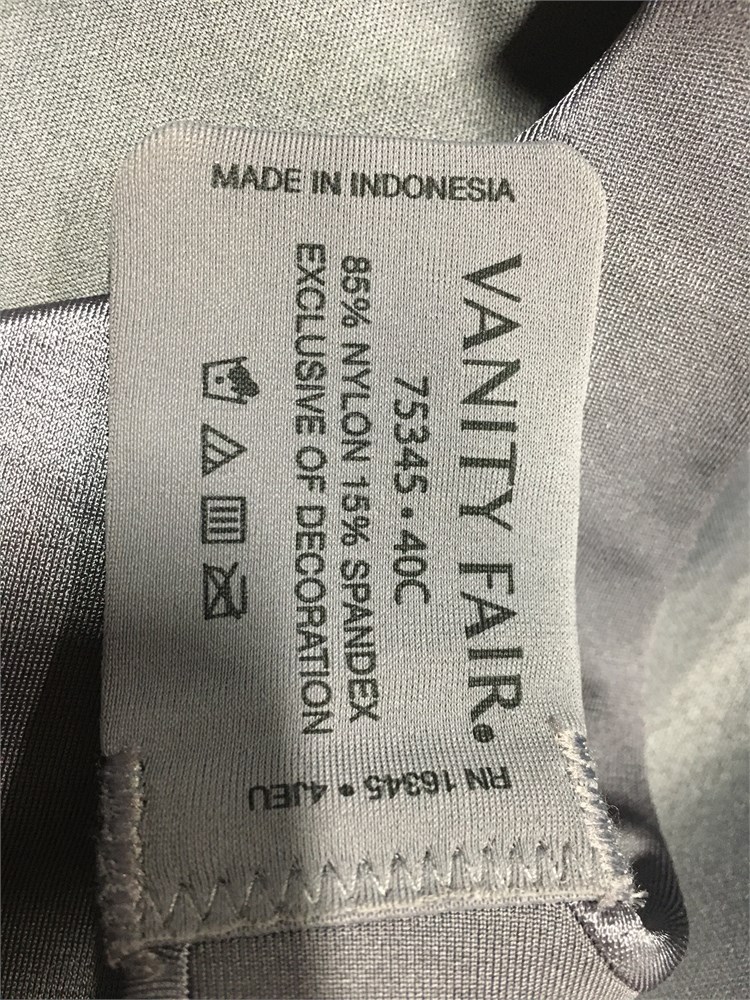 MADE IN INDONESIA
VANITY FAIR®
75345 • 40C
85% NYLON 15% SPANDEX
EXCLUSIVE OF DECORATION
RN 16345 • 4JEU